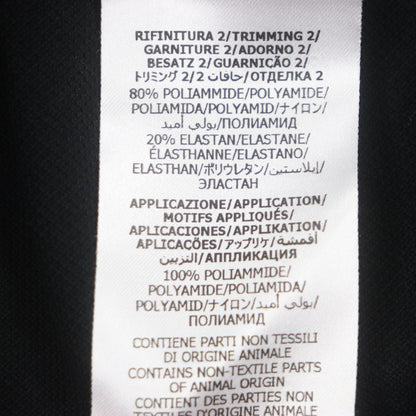 RIFINITURA 2/TRIMMING 2/
GARNITURE 2/ADORNO 2/
BESATZ 2/GUARNIÇÃO 2/
トリミング 2/حافات 2/ОТДЕЛКА 2
80% POLIAMMIDE/POLYAMIDE/
POLIAMIDA/POLYAMID/ナイロン/
بولي أميد/ПОЛИАМИД
20% ELASTAN/ELASTANE/
ÉLASTHANNE/ELASTANO/
ELASTHAN/ポリウレタン/إيلاستين/
ЭЛАСТАН
APPLICAZIONE/APPLICATION/
MOTIFS APPLIQUÉS/
APLICACIONES/APPLIKATION/
APLICAÇÕES/アップリケ/أقمشة
التزيين/АППЛИКАЦИЯ
100% POLIAMMIDE/
POLYAMIDE/POLIAMIDA/
POLYAMID/ナイロン/بولي أميد/
ПОЛИАМИД
CONTIENE PARTI NON TESSILI
DI ORIGINE ANIMALE
CONTAINS NON-TEXTILE PARTS
OF ANIMAL ORIGIN
CONTIENT DES PARTIES NON
TEXTILES D'ORIGINE ANIMALE